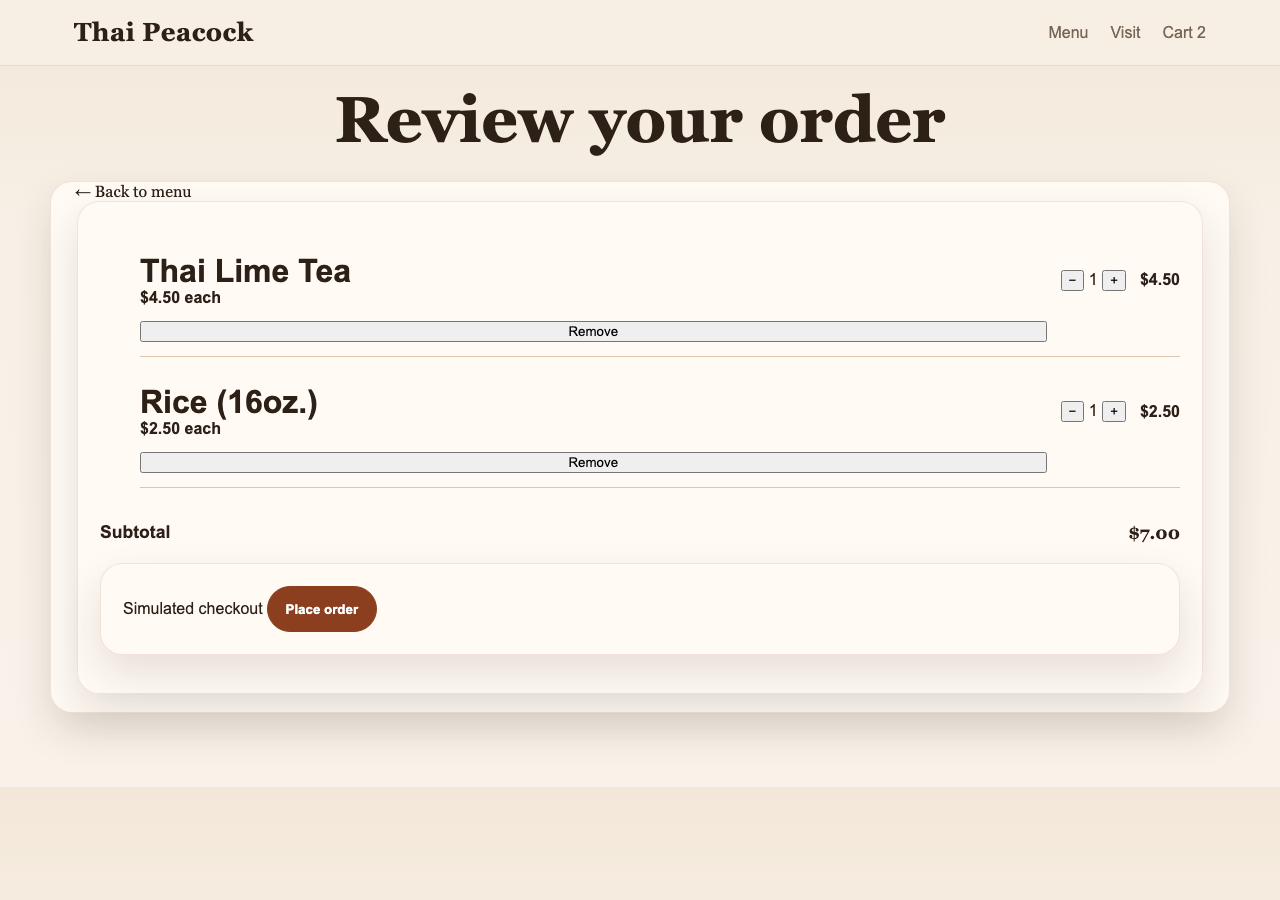 Thai Peacock
Menu Visit Cart 2
Review your order
← Back to menu
Thai Lime Tea
$4.50 each
− 1 + $4.50
Remove
Rice (16oz.)
$2.50 each
− 1 + $2.50
Remove
Subtotal $7.00
Simulated checkout Place order